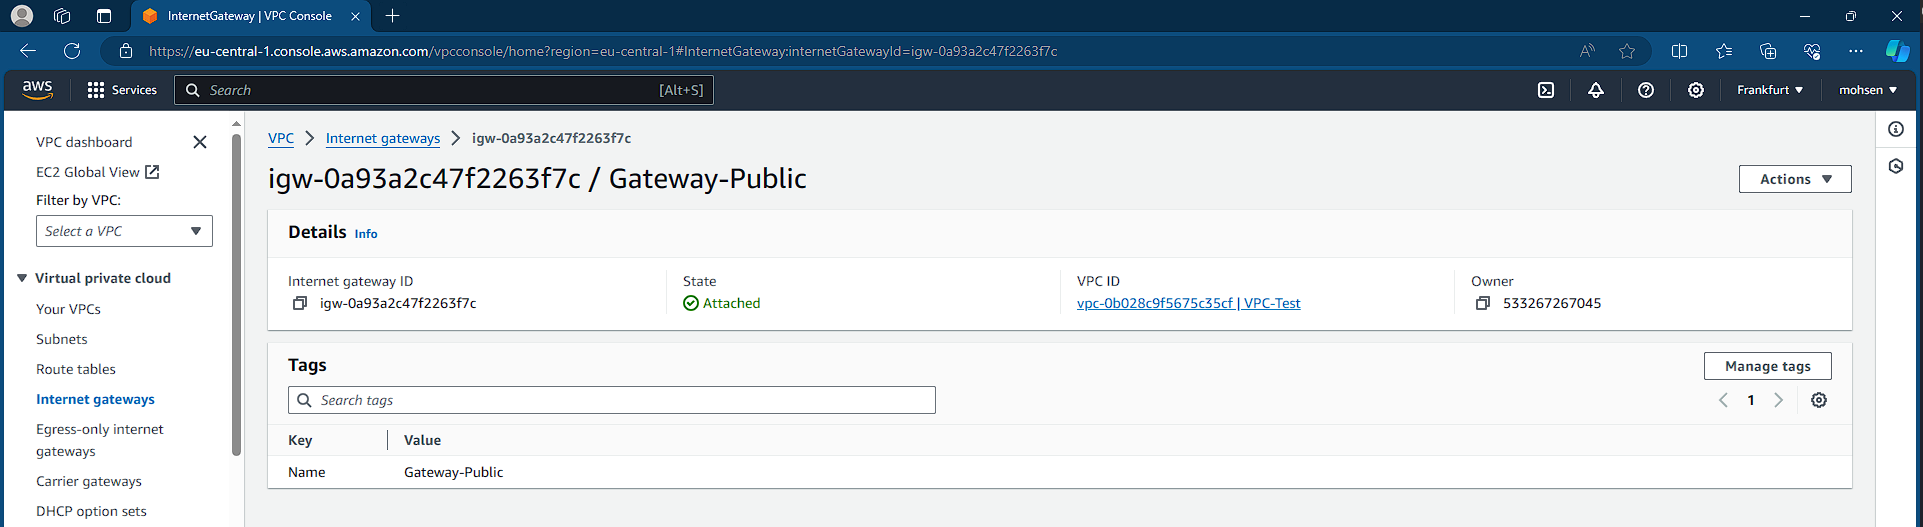 InternetGateway | VPC Console
https://eu-central-1.console.aws.amazon.com/vpcconsole/home?region=eu-central-1#InternetGateway:internetGatewayId=igw-0a93a2c47f2263f7c
aws
Services
Search
[Alt+S]
Frankfurt
mohsen
VPC dashboard
EC2 Global View
Filter by VPC:
Select a VPC
Virtual private cloud
Your VPCs
Subnets
Route tables
Internet gateways
Egress-only internet
gateways
Carrier gateways
DHCP option sets
VPC > Internet gateways > igw-0a93a2c47f2263f7c
igw-0a93a2c47f2263f7c / Gateway-Public
Actions
Details Info
Internet gateway ID
igw-0a93a2c47f2263f7c
State
Attached
VPC ID
vpc-0b028c9f5675c35cf | VPC-Test
Owner
533267267045
Tags
Manage tags
Search tags
1
Key Value
Name Gateway-Public